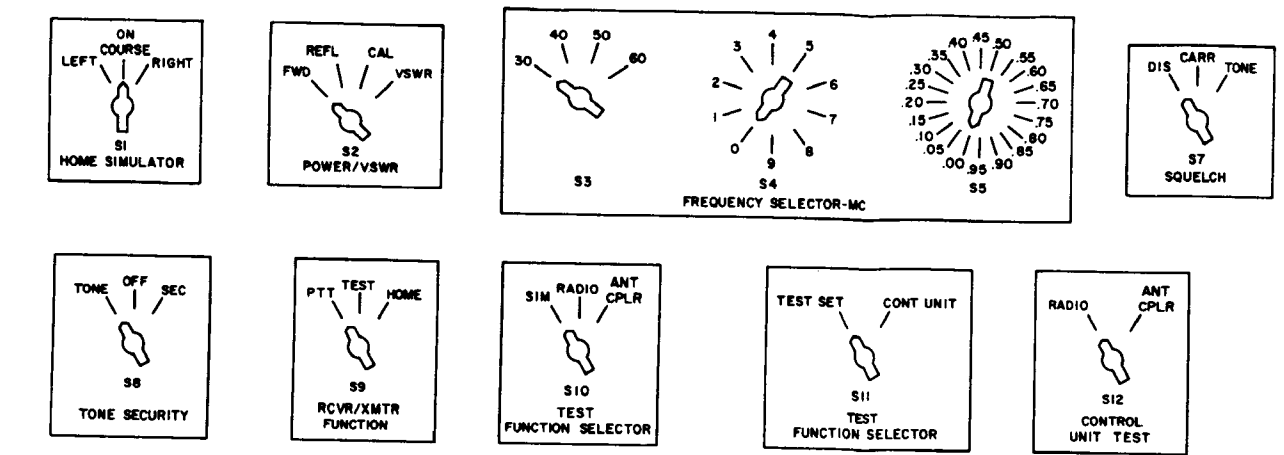 ON
COURSE
LEFT
RIGHT
S1
HOME SIMULATOR
REFL
CAL
FWD
VSWR
S2
POWER/VSWR
40
50
30
60
S3
4
3
5
2
6
1
7
0
8
9
S4
.45
.40
.50
.35
.55
.30
.60
.25
.65
.20
.70
.15
.75
.10
.80
.05
.85
.00
.90
.95
S5
FREQUENCY SELECTOR-MC
DIS
CARR
TONE
S7
SQUELCH
TONE
OFF
SEC
S8
TONE SECURITY
PTT
TEST
HOME
S9
RCVR/XMTR
FUNCTION
SIM
RADIO
ANT
CPLR
S10
TEST
FUNCTION SELECTOR
TEST SET
CONT UNIT
S11
TEST
FUNCTION SELECTOR
RADIO
ANT
CPLR
S12
CONTROL
UNIT TEST